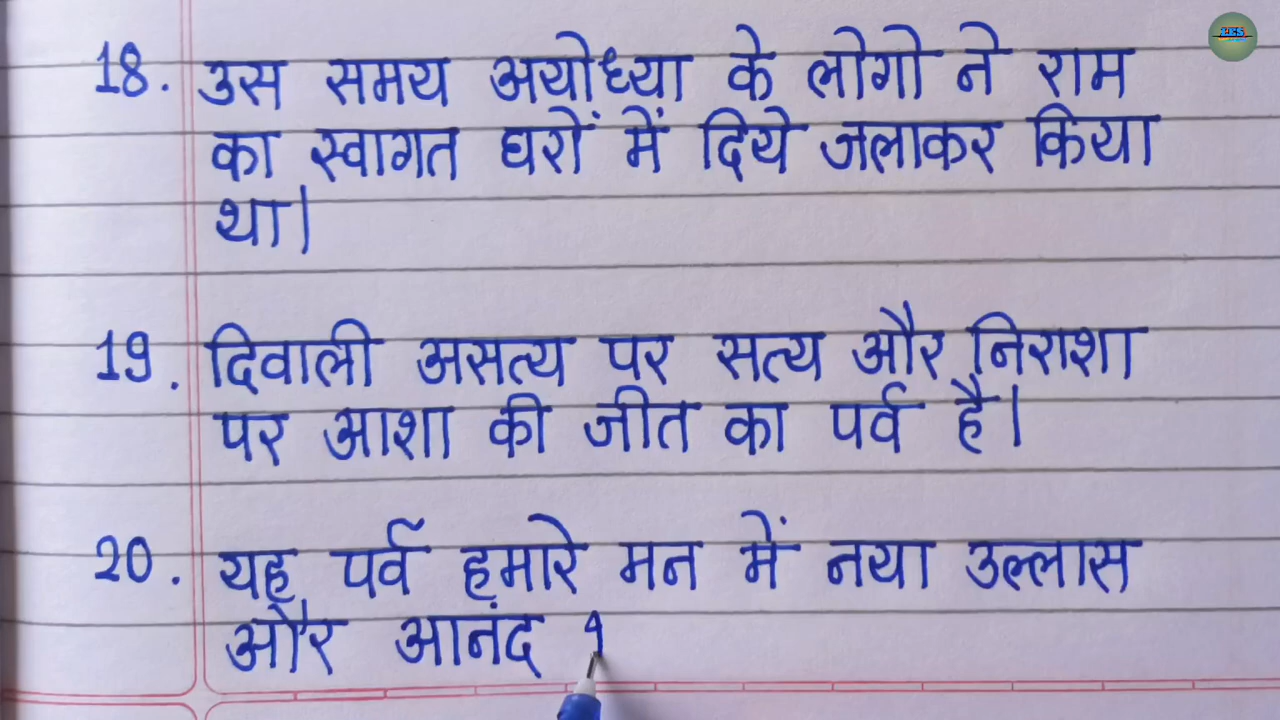 18. उस समय अयोध्या के लोगो ने राम
का स्वागत घरों में दिये जलाकर किया
था।
19. दिवाली असत्य पर सत्य और निराशा
पर आशा की जीत का पर्व है।
20. यह पर्व हमारे मन में नया उल्लास
और आनंद